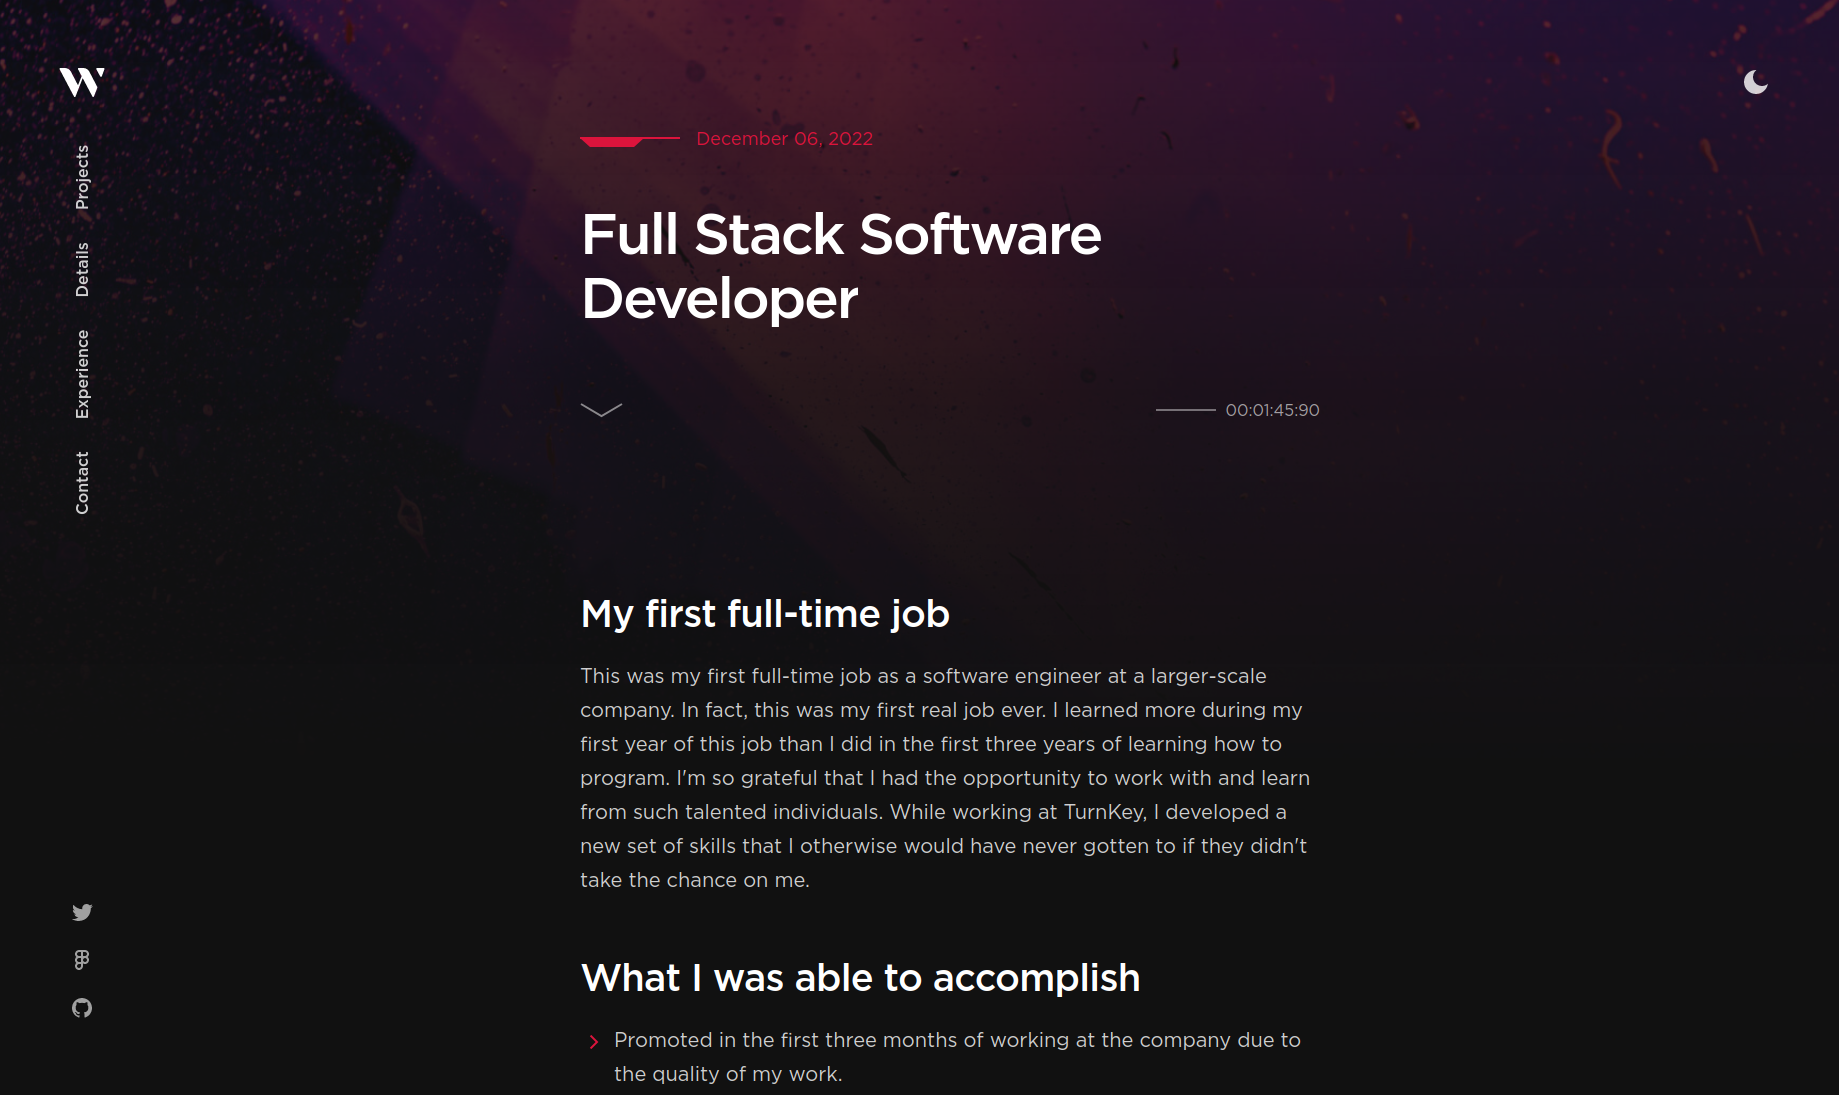 Projects
Details
Experience
Contact
December 06, 2022
Full Stack Software
Developer
00:01:45:90
My first full-time job
This was my first full-time job as a software engineer at a larger-scale
company. In fact, this was my first real job ever. I learned more during my
first year of this job than I did in the first three years of learning how to
program. I'm so grateful that I had the opportunity to work with and learn
from such talented individuals. While working at TurnKey, I developed a
new set of skills that I otherwise would have never gotten to if they didn't
take the chance on me.
What I was able to accomplish
Promoted in the first three months of working at the company due to
the quality of my work.